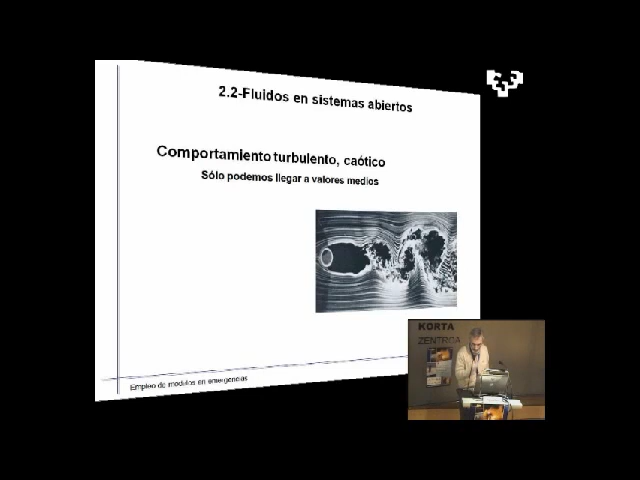 2.2-Fluidos en sistemas abiertos
Comportamiento turbulento, caótico
Sólo podemos llegar a valores medios
Empleo de modelos en emergencias
KORTA
ZENTROA